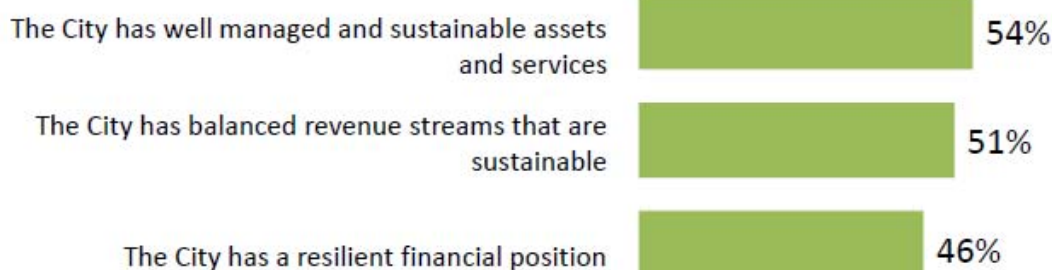 The City has well managed and sustainable assets
and services
54%
The City has balanced revenue streams that are
sustainable
51%
The City has a resilient financial position
46%